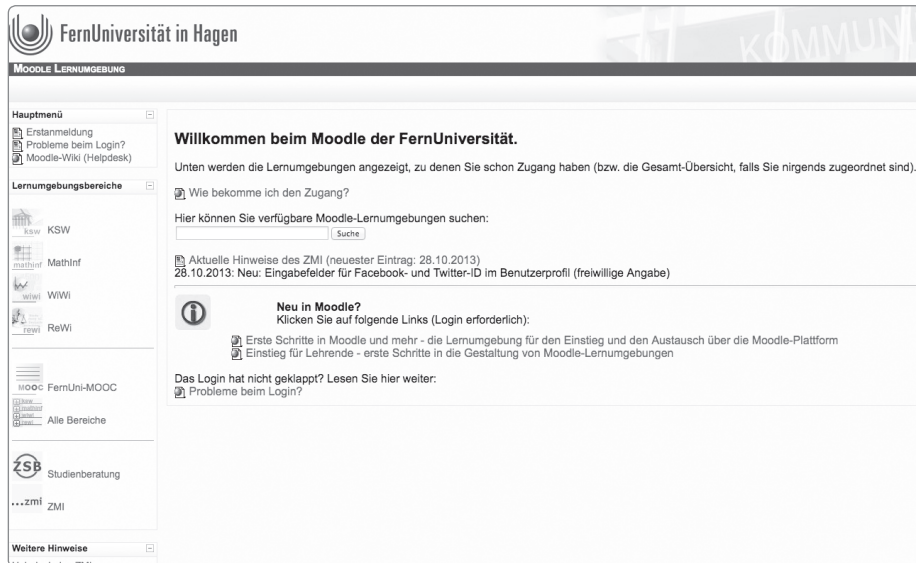 FernUniversität in Hagen
KOMMUN
MOODLE LERNUMGEBUNG
Hauptmenü
Erstanmeldung
Probleme beim Login?
Moodle-Wiki (Helpdesk)
Lernumgebungsbereiche
ksw KSW
mathinf MathInf
wiwi WiWi
rewi ReWi
MOOC FernUni-MOOC
ksw
mathinf
wiwi
rewi
Alle Bereiche
ZSB Studienberatung
...zmi ZMI
Weitere Hinweise
Willkommen beim Moodle der FernUniversität.
Unten werden die Lernumgebungen angezeigt, zu denen Sie schon Zugang haben (bzw. die Gesamt-Übersicht, falls Sie nirgends zugeordnet sind).
Wie bekomme ich den Zugang?
Hier können Sie verfügbare Moodle-Lernumgebungen suchen:
Suche
Aktuelle Hinweise des ZMI (neuester Eintrag: 28.10.2013)
28.10.2013: Neu: Eingabefelder für Facebook- und Twitter-ID im Benutzerprofil (freiwillige Angabe)
Neu in Moodle?
Klicken Sie auf folgende Links (Login erforderlich):
Erste Schritte in Moodle und mehr - die Lernumgebung für den Einstieg und den Austausch über die Moodle-Plattform
Einstieg für Lehrende - erste Schritte in die Gestaltung von Moodle-Lernumgebungen
Das Login hat nicht geklappt? Lesen Sie hier weiter:
Probleme beim Login?